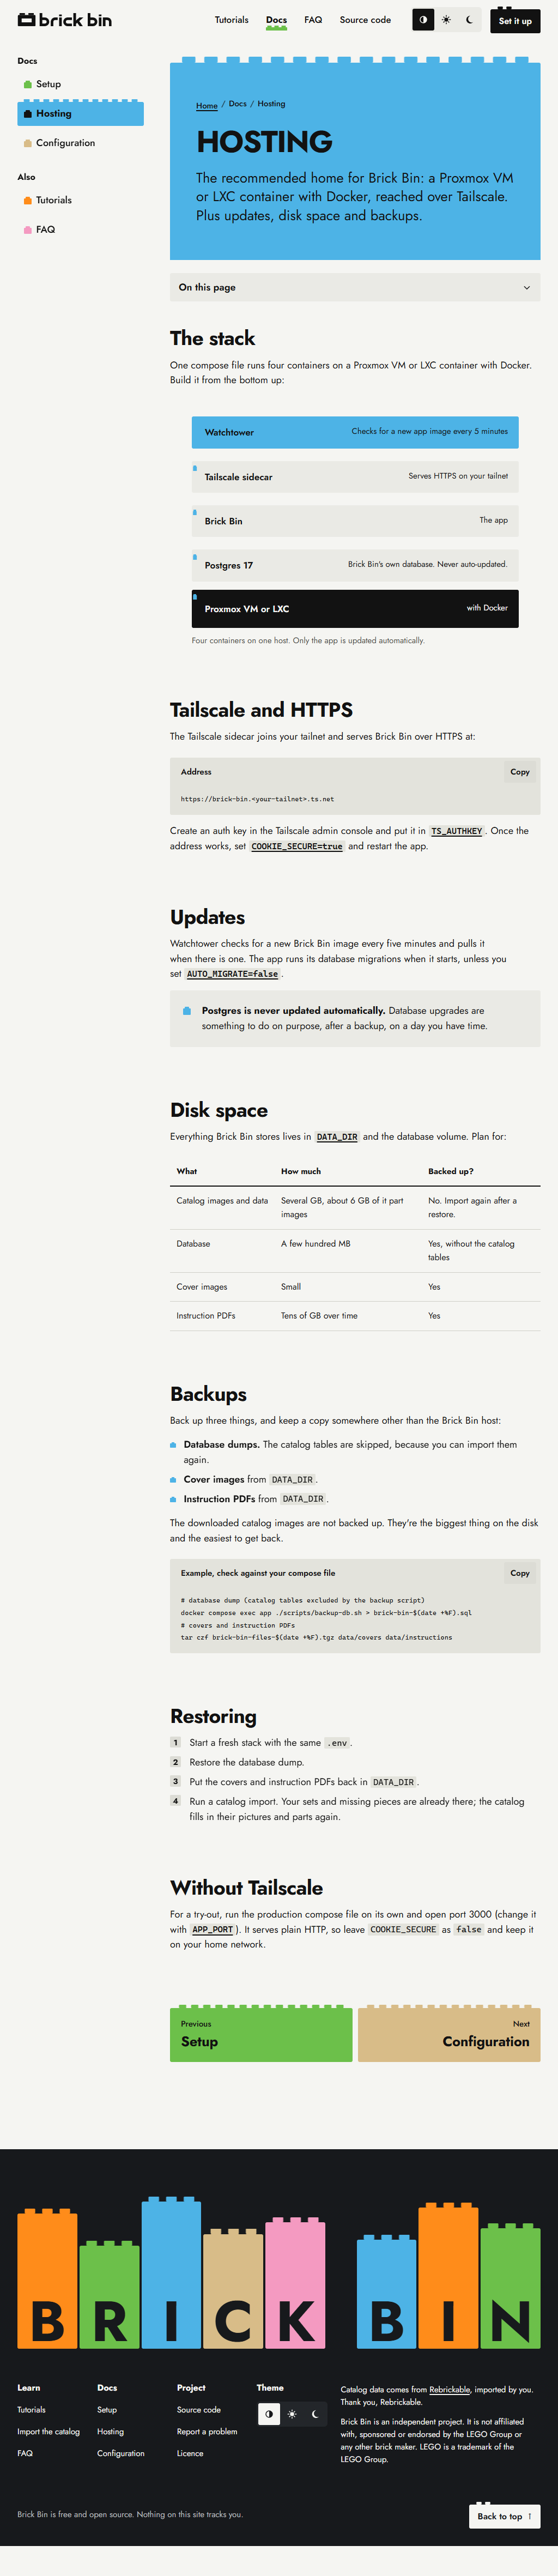 brick bin
Tutorials Docs FAQ Source code Set it up
Docs
Setup
Hosting
Configuration
Also
Tutorials
FAQ
Home / Docs / Hosting
HOSTING
The recommended home for Brick Bin: a Proxmox VM
or LXC container with Docker, reached over Tailscale.
Plus updates, disk space and backups.
On this page
The stack
One compose file runs four containers on a Proxmox VM or LXC container with Docker.
Build it from the bottom up:
Watchtower Checks for a new app image every 5 minutes
Tailscale sidecar Serves HTTPS on your tailnet
Brick Bin The app
Postgres 17 Brick Bin's own database. Never auto-updated.
Proxmox VM or LXC with Docker
Four containers on one host. Only the app is updated automatically.
Tailscale and HTTPS
The Tailscale sidecar joins your tailnet and serves Brick Bin over HTTPS at:
Address Copy
https://brick-bin.<your-tailnet>.ts.net
Create an auth key in the Tailscale admin console and put it in TS_AUTHKEY. Once the
address works, set COOKIE_SECURE=true and restart the app.
Updates
Watchtower checks for a new Brick Bin image every five minutes and pulls it
when there is one. The app runs its database migrations when it starts, unless you
set AUTO_MIGRATE=false.
Postgres is never updated automatically. Database upgrades are
something to do on purpose, after a backup, on a day you have time.
Disk space
Everything Brick Bin stores lives in DATA_DIR and the database volume. Plan for:
What How much Backed up?
Catalog images and data Several GB, about 6 GB of it part No. Import again after a
images restore.
Database A few hundred MB Yes, without the catalog
tables
Cover images Small Yes
Instruction PDFs Tens of GB over time Yes
Backups
Back up three things, and keep a copy somewhere other than the Brick Bin host:
Database dumps. The catalog tables are skipped, because you can import them
again.
Cover images from DATA_DIR.
Instruction PDFs from DATA_DIR.
The downloaded catalog images are not backed up. They're the biggest thing on the disk
and the easiest to get back.
Example, check against your compose file Copy
# database dump (catalog tables excluded by the backup script)
docker compose exec app ./scripts/backup-db.sh > brick-bin-$(date +%F).sql
# covers and instruction PDFs
tar czf brick-bin-files-$(date +%F).tgz data/covers data/instructions
Restoring
1 Start a fresh stack with the same .env.
2 Restore the database dump.
3 Put the covers and instruction PDFs back in DATA_DIR.
4 Run a catalog import. Your sets and missing pieces are already there; the catalog
fills in their pictures and parts again.
Without Tailscale
For a try-out, run the production compose file on its own and open port 3000 (change it
with APP_PORT). It serves plain HTTP, so leave COOKIE_SECURE as false and keep it
on your home network.
Previous
Setup
Next
Configuration
BRICK BIN
Learn
Tutorials
Import the catalog
FAQ
Docs
Setup
Hosting
Configuration
Project
Source code
Report a problem
Licence
Theme
Catalog data comes from Rebrickable, imported by you.
Thank you, Rebrickable.
Brick Bin is an independent project. It is not affiliated
with, sponsored or endorsed by the LEGO Group or
any other brick maker. LEGO is a trademark of the
LEGO Group.
Brick Bin is free and open source. Nothing on this site tracks you.
Back to top ↑